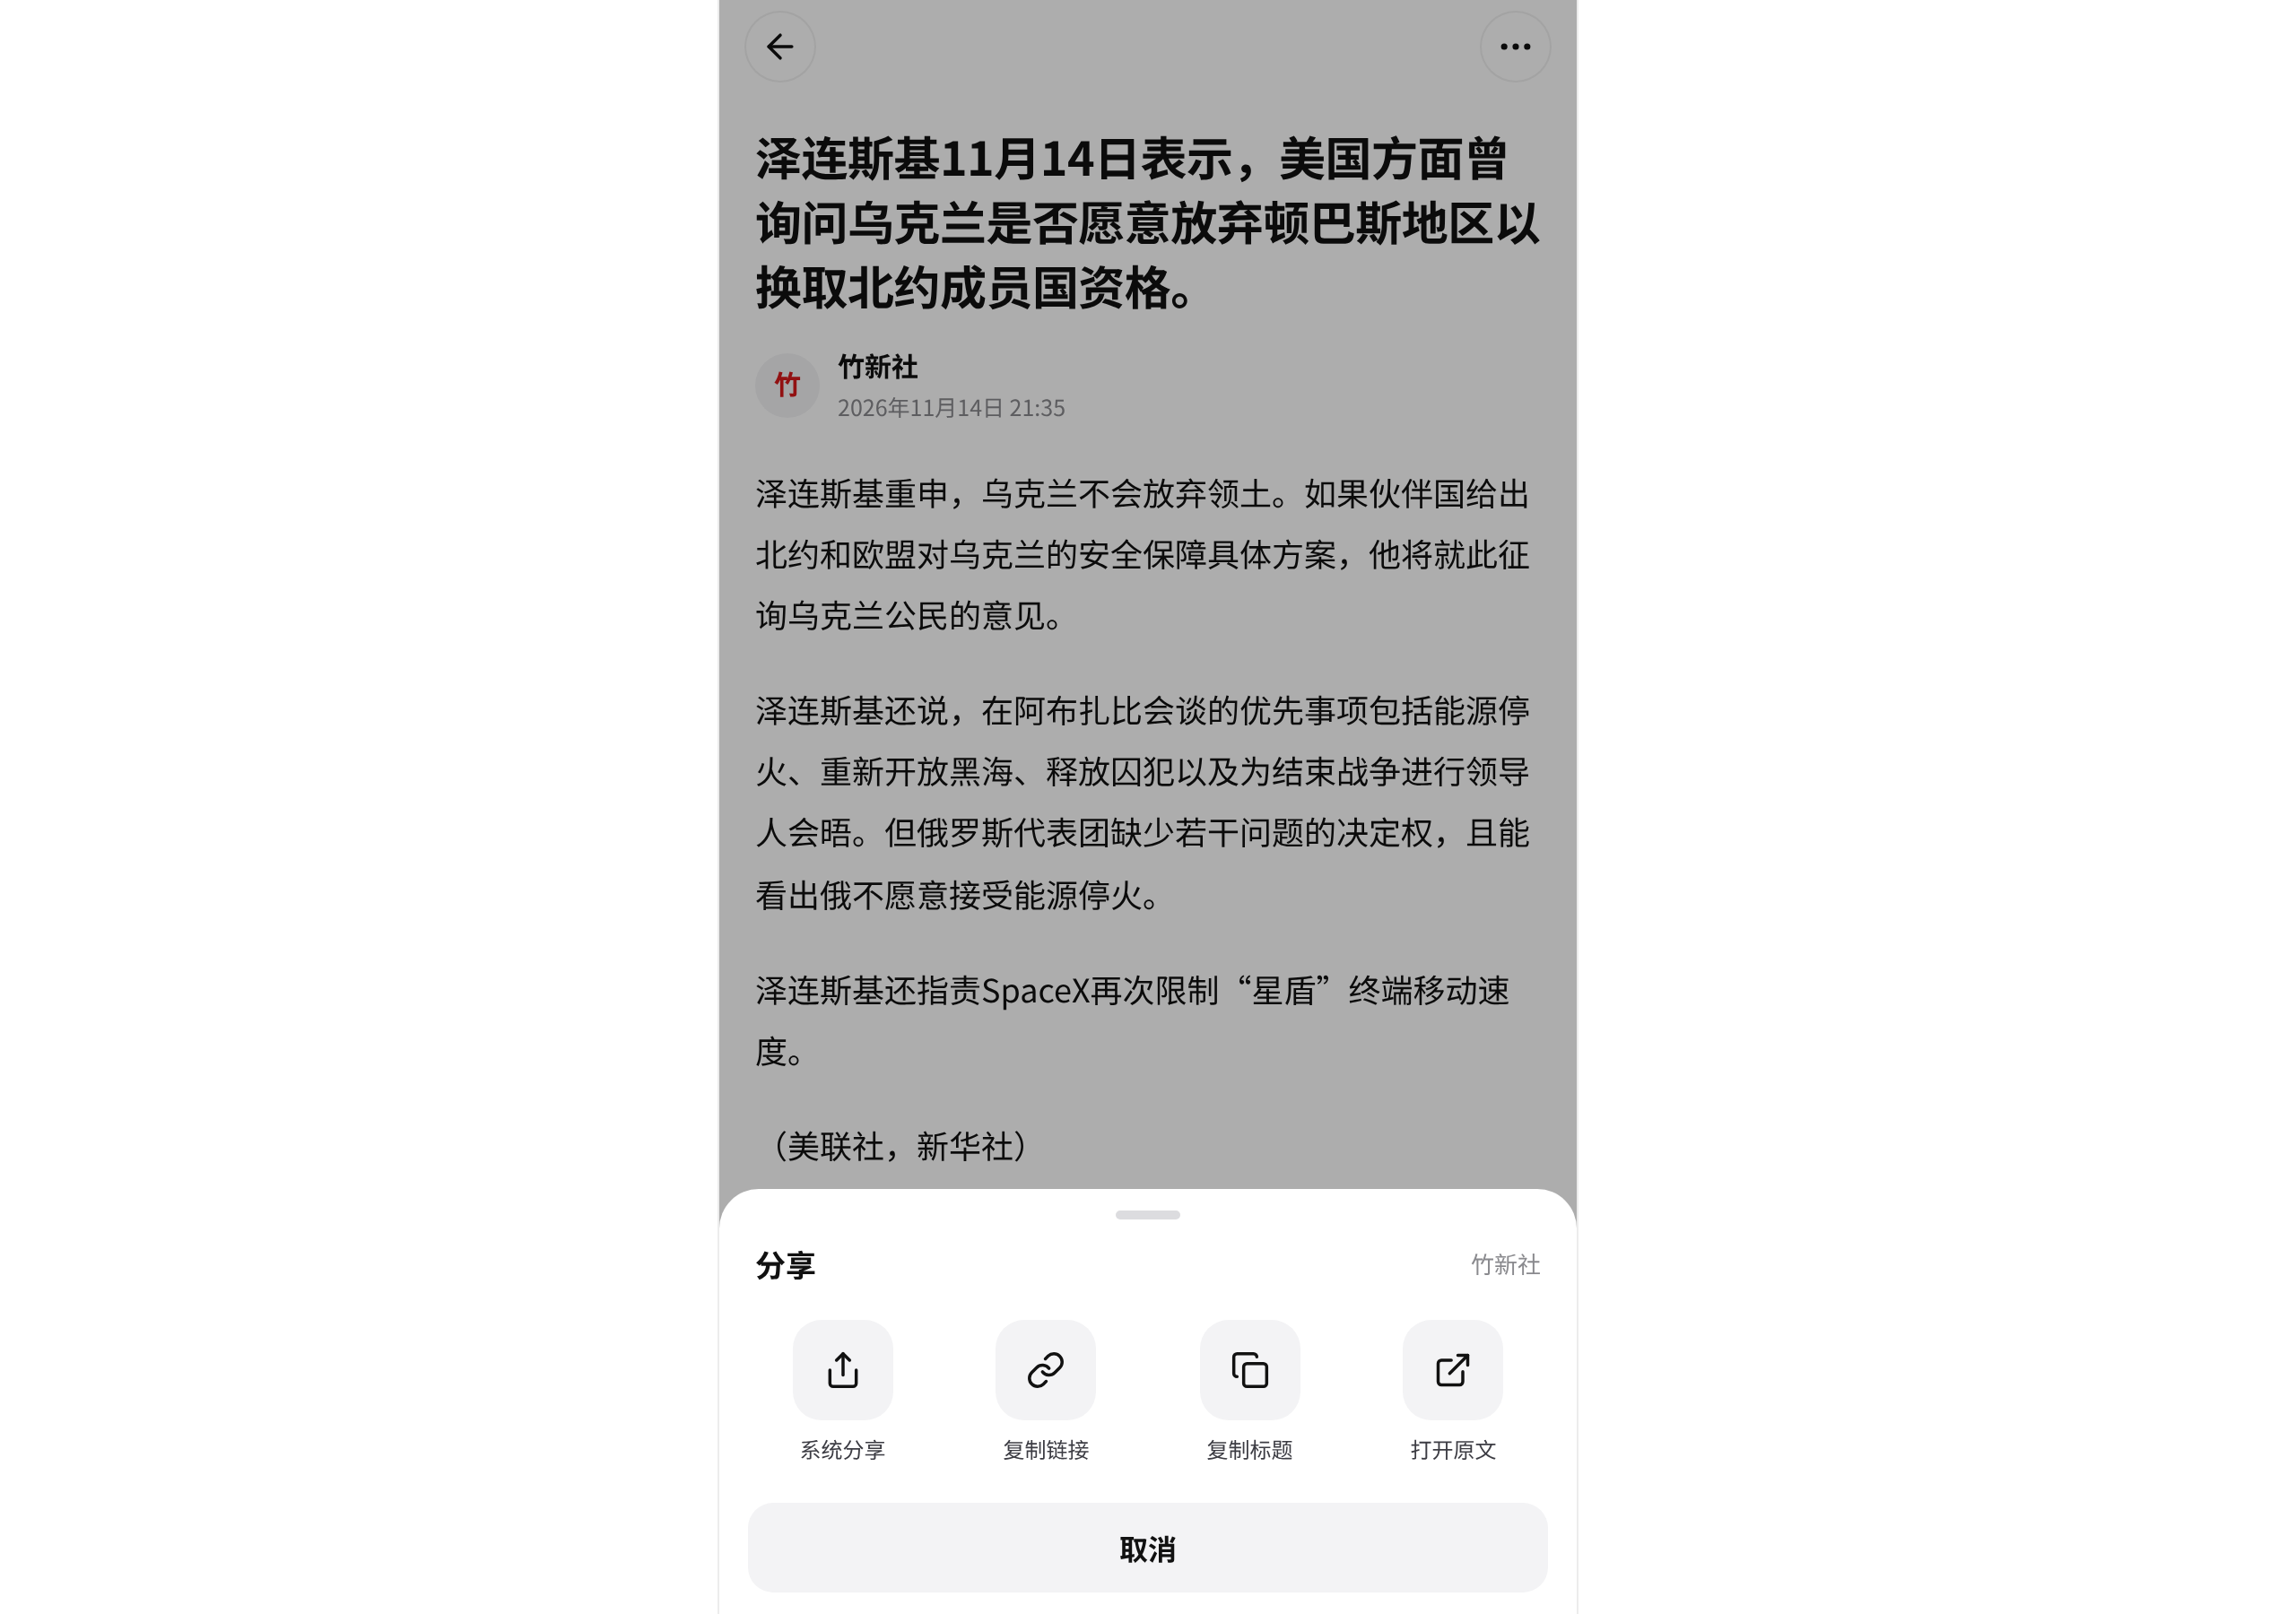 泽连斯基11月14日表示，美国方面曾
询问乌克兰是否愿意放弃顿巴斯地区以
换取北约成员国资格。
竹
竹新社
2026年11月14日 21:35
泽连斯基重申，乌克兰不会放弃领土。如果伙伴国给出
北约和欧盟对乌克兰的安全保障具体方案，他将就此征
询乌克兰公民的意见。
泽连斯基还说，在阿布扎比会谈的优先事项包括能源停
火、重新开放黑海、释放囚犯以及为结束战争进行领导
人会晤。但俄罗斯代表团缺少若干问题的决定权，且能
看出俄不愿意接受能源停火。
泽连斯基还指责SpaceX再次限制“星盾”终端移动速
度。
（美联社，新华社）
分享
竹新社
系统分享
复制链接
复制标题
打开原文
取消